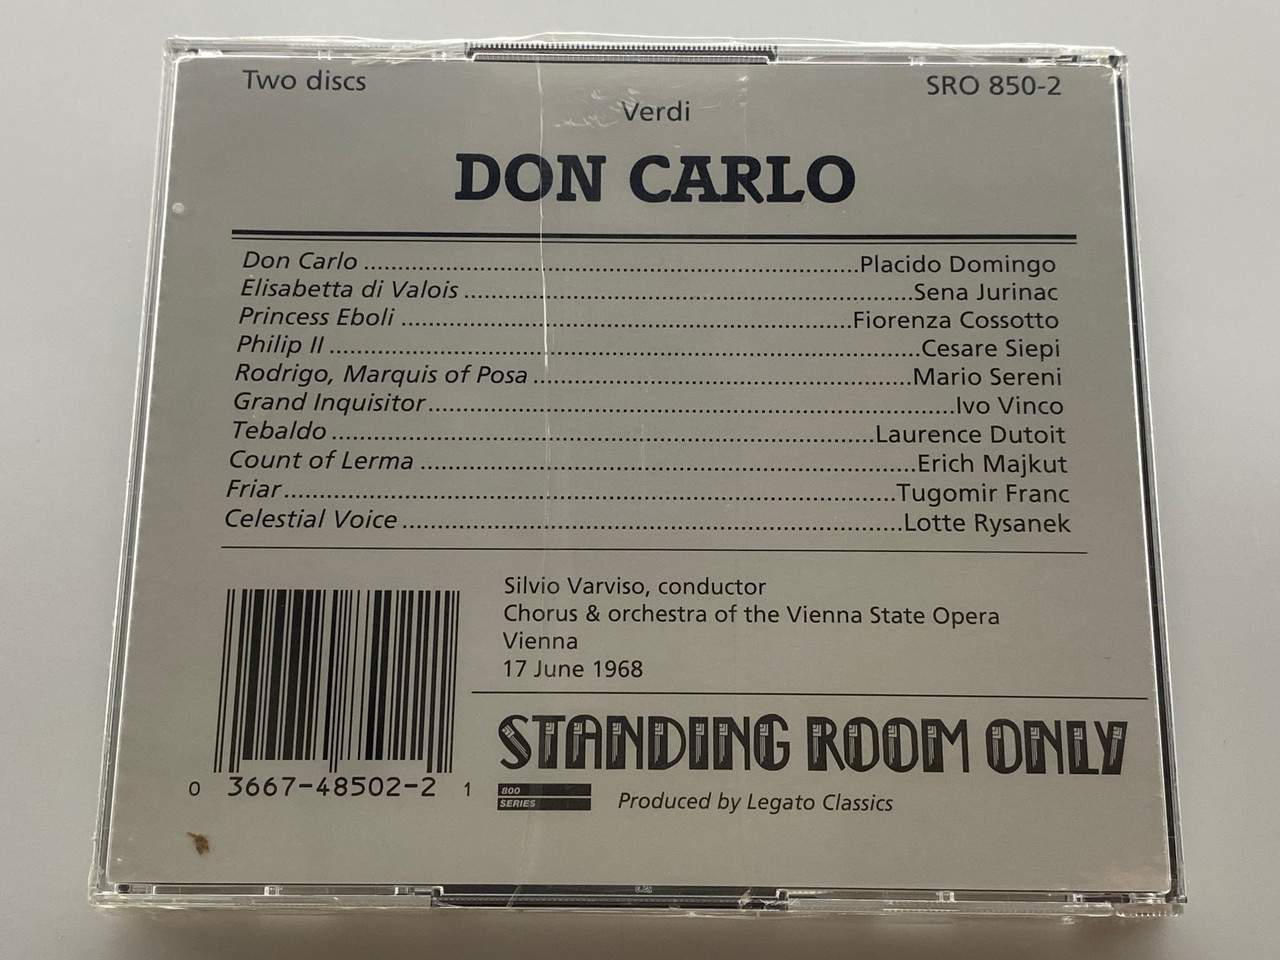 Two discs
SRO 850-2
Verdi
DON CARLO
Don Carlo ........................................................................Placido Domingo
Elisabetta di Valois .................................................................Sena Jurinac
Princess Eboli .................................................................Fiorenza Cossotto
Philip II ......................................................................................Cesare Siepi
Rodrigo, Marquis of Posa .......................................................Mario Sereni
Grand Inquisitor.............................................................................Ivo Vinco
Tebaldo ...............................................................................Laurence Dutoit
Count of Lerma ........................................................................Erich Majkut
Friar.........................................................................................Tugomir Franc
Celestial Voice .........................................................................Lotte Rysanek
Silvio Varviso, conductor
Chorus & orchestra of the Vienna State Opera
Vienna
17 June 1968
STANDING ROOM ONLY
800
SERIES
Produced by Legato Classics
0 3667-48502-2 1